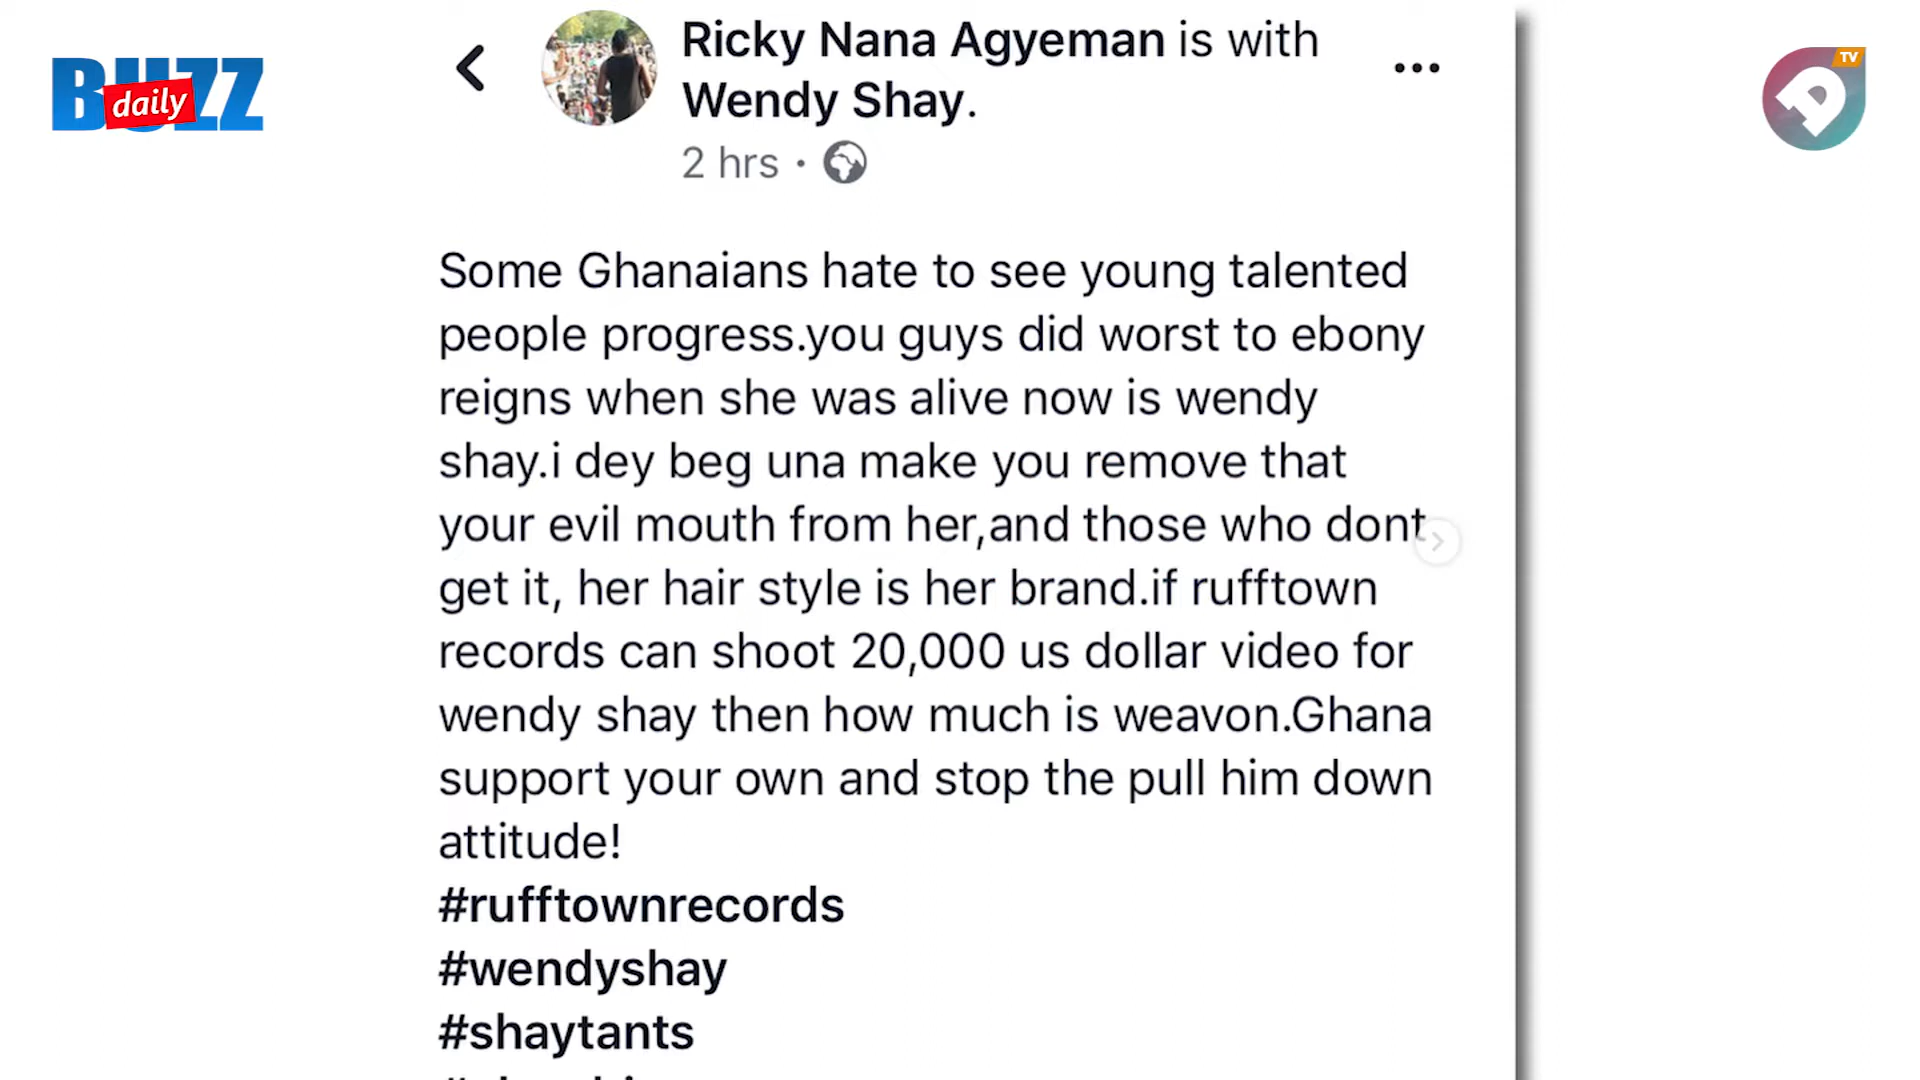 BUZZ
daily
TV
Ricky Nana Agyeman is with
Wendy Shay.
2 hrs
Some Ghanaians hate to see young talented
people progress.you guys did worst to ebony
reigns when she was alive now is wendy
shay.i dey beg una make you remove that
your evil mouth from her,and those who dont
get it, her hair style is her brand.if rufftown
records can shoot 20,000 us dollar video for
wendy shay then how much is weavon.Ghana
support your own and stop the pull him down
attitude!
#rufftownrecords
#wendyshay
#shaytants